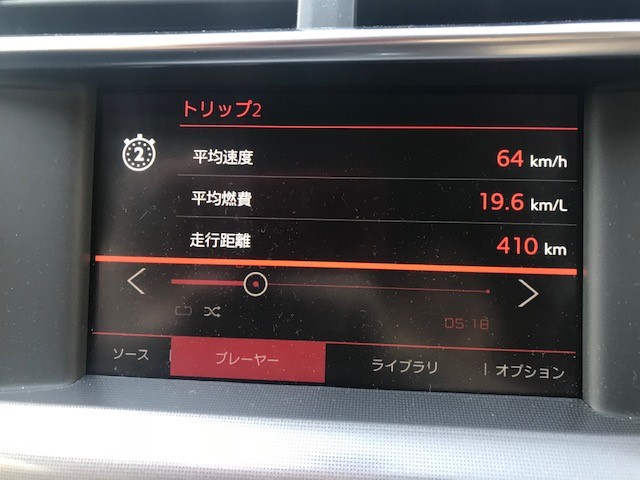 トリップ2
2
平均速度 64 km/h
平均燃費 19.6 km/L
走行距離 410 km
05:18
ソース プレーヤー ライブラリ オプション